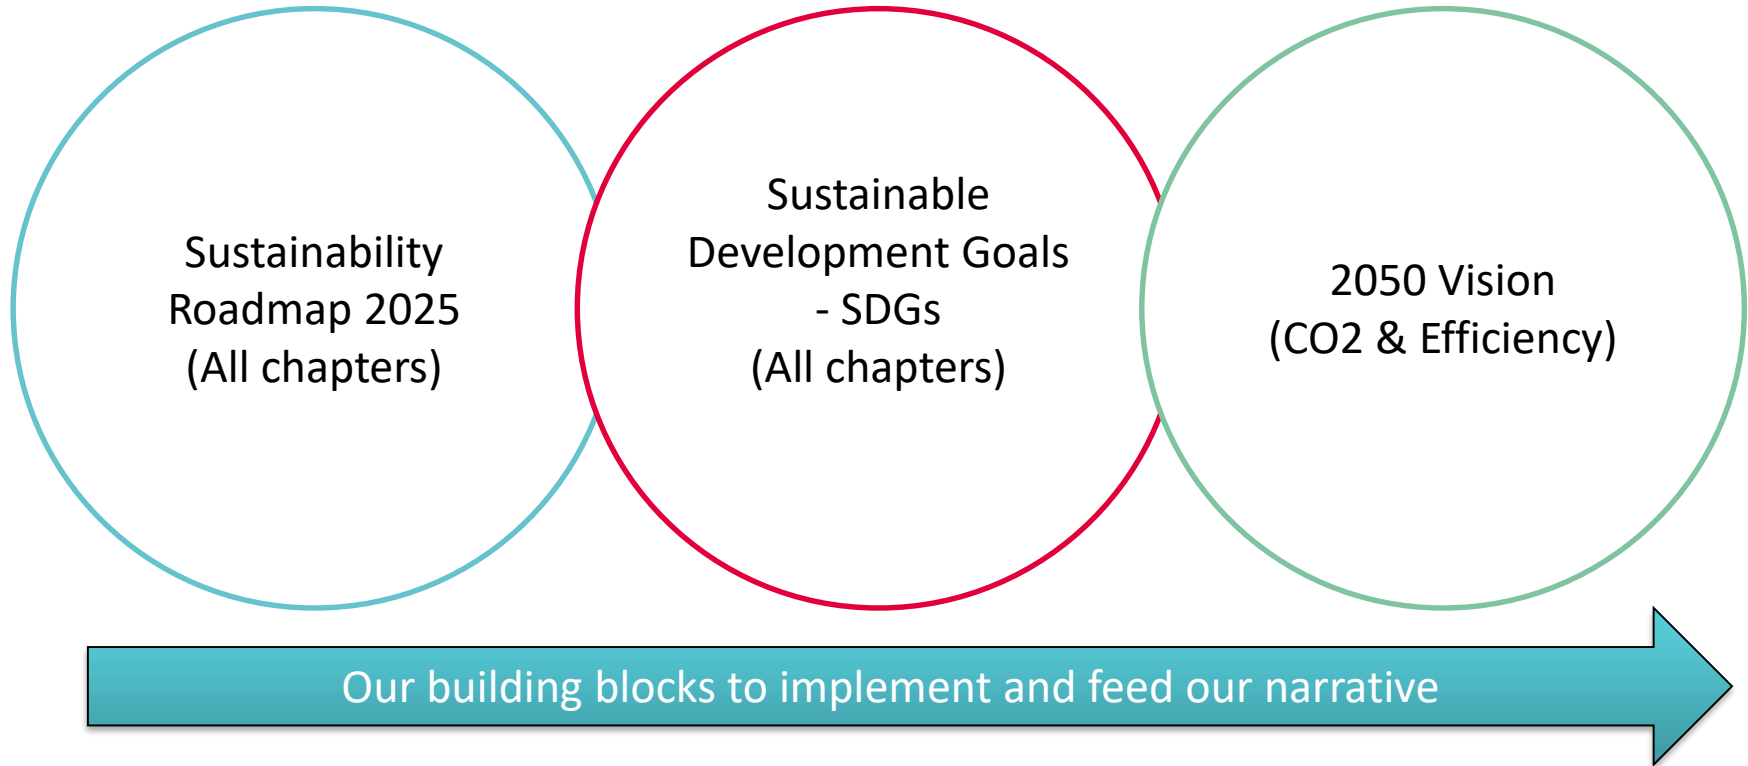 Sustainability
Roadmap 2025
(All chapters)
Sustainable
Development Goals
- SDGs
(All chapters)
2050 Vision
(CO2 & Efficiency)
Our building blocks to implement and feed our narrative